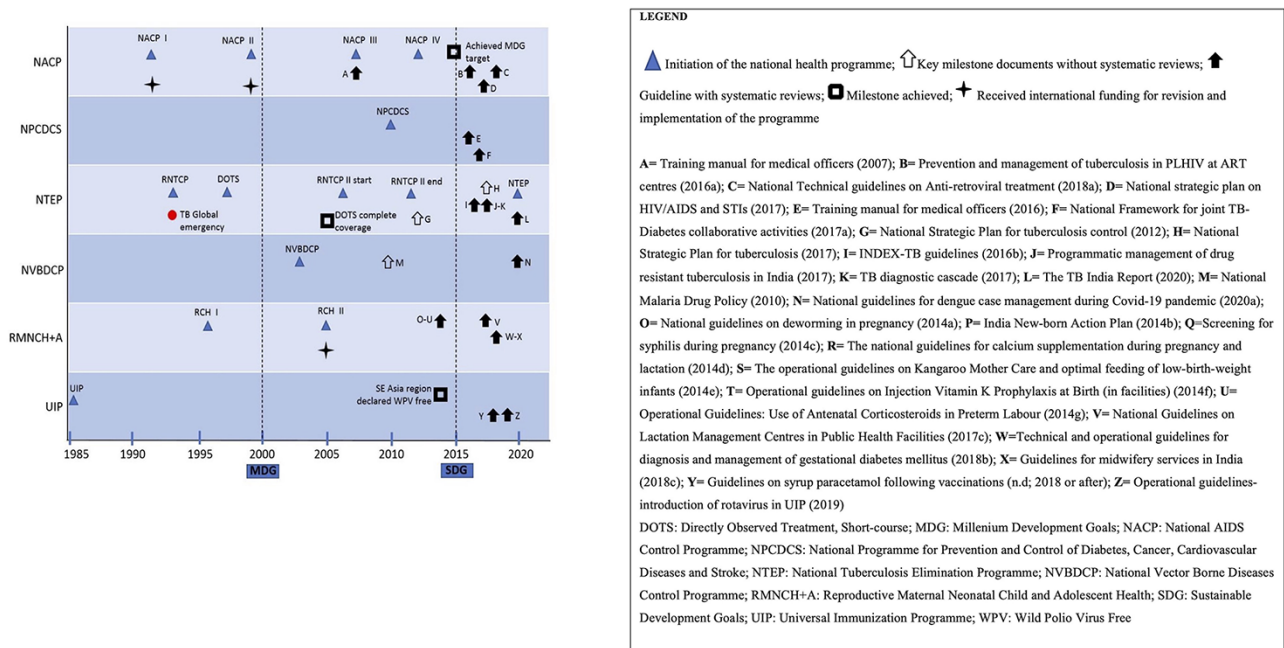 NACP I
NACP II
NACP III
NACP IV
Achieved MDG
target
NACP
A
B
C
D
NPCDCS
NPCDCS
E
F
RNTCP
DOTS
RNTCP II start
RNTCP II end
H
NTEP
NTEP
I
J-K
TB Global
emergency
DOTS complete
coverage
G
L
NVBDCP
NVBDCP
M
N
RCH I
RCH II
O-U
V
RMNCH+A
W-X
UIP
SE Asia region
declared WPV free
UIP
Y
Z
1985
1990
1995
2000
2005
2010
2015
2020
MDG
SDG
LEGEND
Initiation of the national health programme; Key milestone documents without systematic reviews;
Guideline with systematic reviews; Milestone achieved; Received international funding for revision and
implementation of the programme
A= Training manual for medical officers (2007); B= Prevention and management of tuberculosis in PLHIV at ART
centres (2016a); C= National Technical guidelines on Anti-retroviral treatment (2018a); D= National strategic plan on
HIV/AIDS and STIs (2017); E= Training manual for medical officers (2016); F= National Framework for joint TB-
Diabetes collaborative activities (2017a); G= National Strategic Plan for tuberculosis control (2012); H= National
Strategic Plan for tuberculosis (2017); I= INDEX-TB guidelines (2016b); J= Programmatic management of drug
resistant tuberculosis in India (2017); K= TB diagnostic cascade (2017); L= The TB India Report (2020); M= National
Malaria Drug Policy (2010); N= National guidelines for dengue case management during Covid-19 pandemic (2020a);
O= National guidelines on deworming in pregnancy (2014a); P= India New-born Action Plan (2014b); Q=Screening for
syphilis during pregnancy (2014c); R= The national guidelines for calcium supplementation during pregnancy and
lactation (2014d); S= The operational guidelines on Kangaroo Mother Care and optimal feeding of low-birth-weight
infants (2014e); T= Operational guidelines on Injection Vitamin K Prophylaxis at Birth (in facilities) (2014f); U=
Operational Guidelines: Use of Antenatal Corticosteroids in Preterm Labour (2014g); V= National Guidelines on
Lactation Management Centres in Public Health Facilities (2017c); W=Technical and operational guidelines for
diagnosis and management of gestational diabetes mellitus (2018b); X= Guidelines for midwifery services in India
(2018c); Y= Guidelines on syrup paracetamol following vaccinations (n.d; 2018 or after); Z= Operational guidelines-
introduction of rotavirus in UIP (2019)
DOTS: Directly Observed Treatment, Short-course; MDG: Millenium Development Goals; NACP: National AIDS
Control Programme; NPCDCS: National Programme for Prevention and Control of Diabetes, Cancer, Cardiovascular
Diseases and Stroke; NTEP: National Tuberculosis Elimination Programme; NVBDCP: National Vector Borne Diseases
Control Programme; RMNCH+A: Reproductive Maternal Neonatal Child and Adolescent Health; SDG: Sustainable
Development Goals; UIP: Universal Immunization Programme; WPV: Wild Polio Virus Free